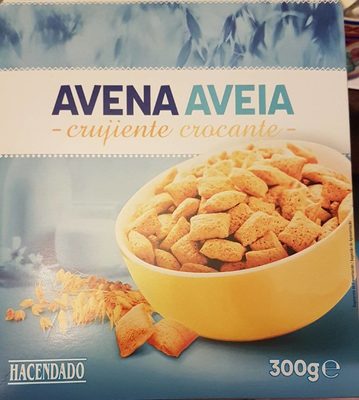 AVENA AVEIA
- crujiente crocante -
HACENDADO
300g e